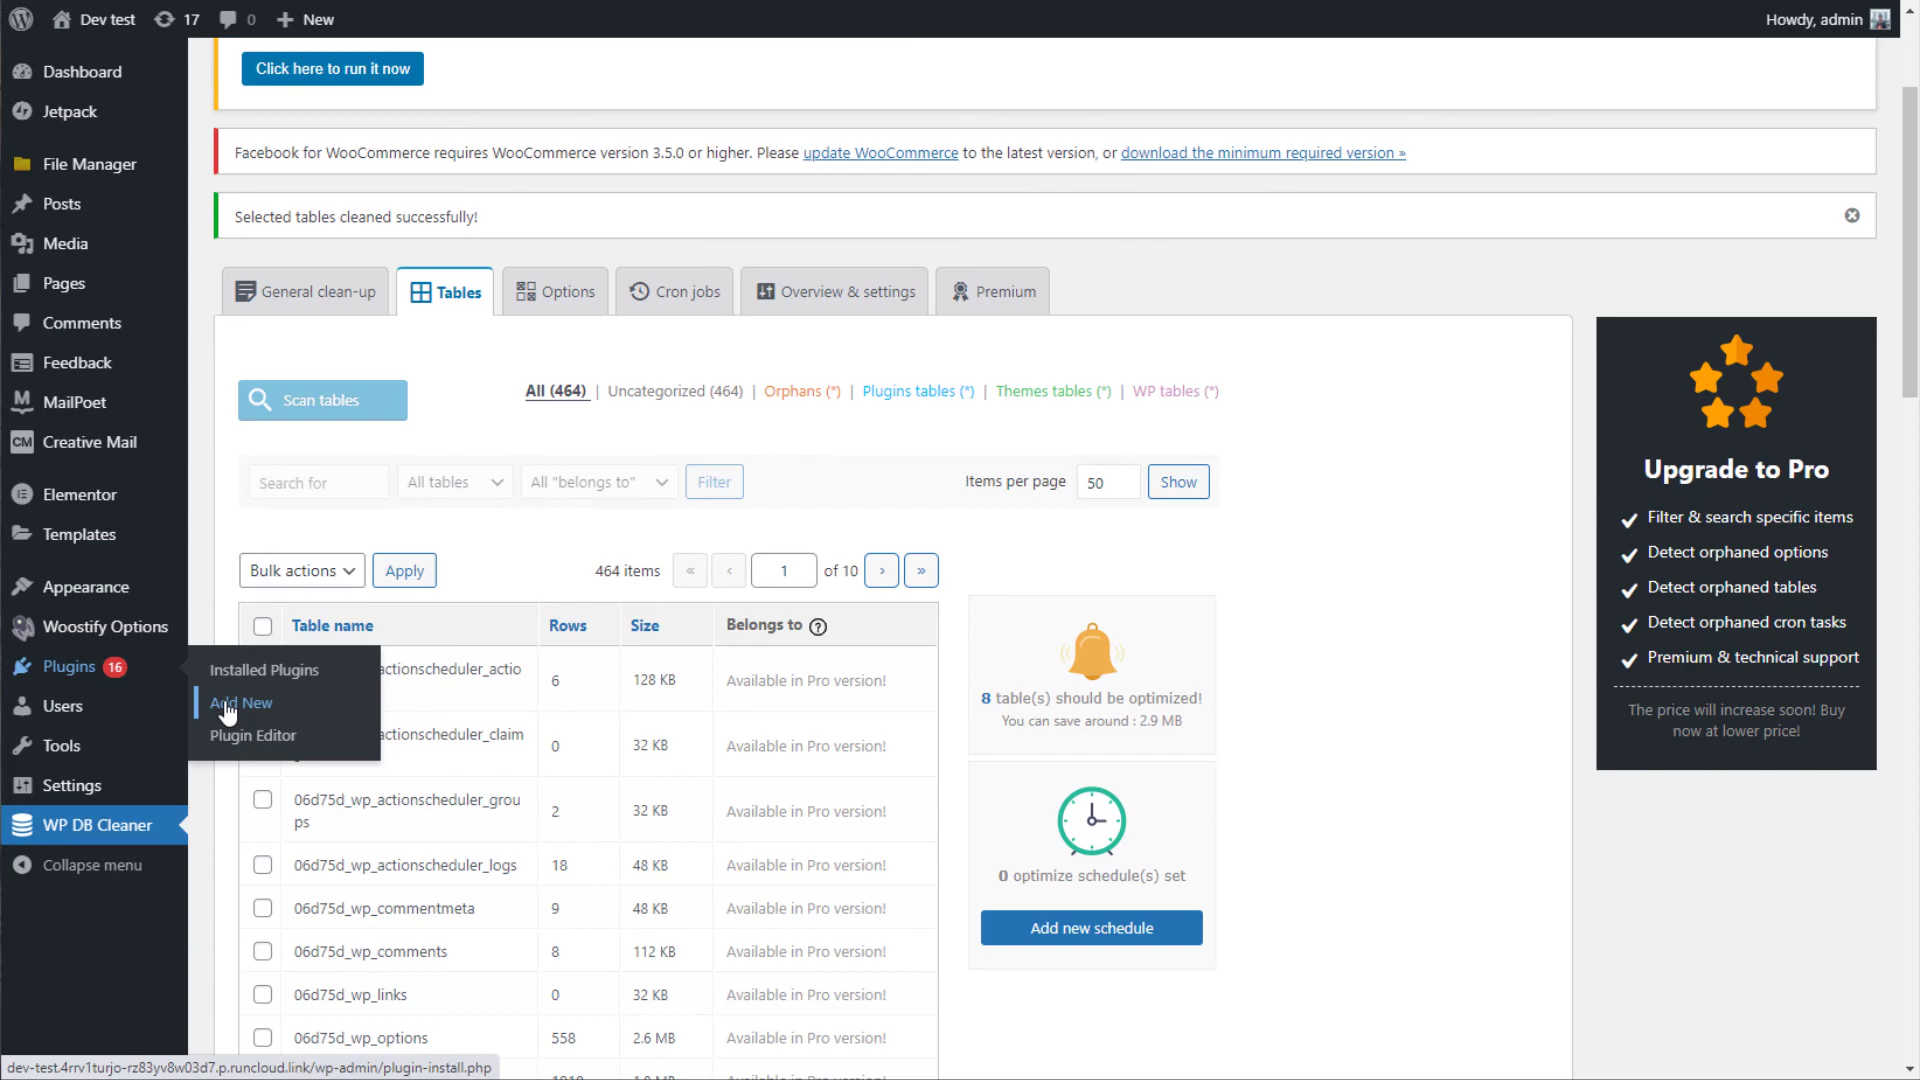 Dev test 17 0 New Howdy, admin
Dashboard
Jetpack
File Manager
Posts
Media
Pages
Comments
Feedback
MailPoet
CM Creative Mail
Elementor
Templates
Appearance
Woostify Options
Plugins 16
Users
Tools
Settings
WP DB Cleaner
Collapse menu
Installed Plugins
Add New
Plugin Editor
Click here to run it now
Facebook for WooCommerce requires WooCommerce version 3.5.0 or higher. Please update WooCommerce to the latest version, or download the minimum required version »
Selected tables cleaned successfully!
General clean-up Tables Options Cron jobs Overview & settings Premium
Scan tables
All (464) | Uncategorized (464) | Orphans (*) | Plugins tables (*) | Themes tables (*) | WP tables (*)
Search for All tables All "belongs to" Filter Items per page 50 Show
Bulk actions Apply 464 items « ‹ 1 of 10 › »
Table name Rows Size Belongs to ?
actionscheduler_actio 6 128 KB Available in Pro version!
actionscheduler_claim 0 32 KB Available in Pro version!
06d75d_wp_actionscheduler_grou
ps 2 32 KB Available in Pro version!
06d75d_wp_actionscheduler_logs 18 48 KB Available in Pro version!
06d75d_wp_commentmeta 9 48 KB Available in Pro version!
06d75d_wp_comments 8 112 KB Available in Pro version!
06d75d_wp_links 0 32 KB Available in Pro version!
06d75d_wp_options 558 2.6 MB Available in Pro version!
8 table(s) should be optimized!
You can save around : 2.9 MB
0 optimize schedule(s) set
Add new schedule
Upgrade to Pro
Filter & search specific items
Detect orphaned options
Detect orphaned tables
Detect orphaned cron tasks
Premium & technical support
The price will increase soon! Buy
now at lower price!
dev-test.4rrv1turjo-rz83yv8w03d7.p.runcloud.link/wp-admin/plugin-install.php